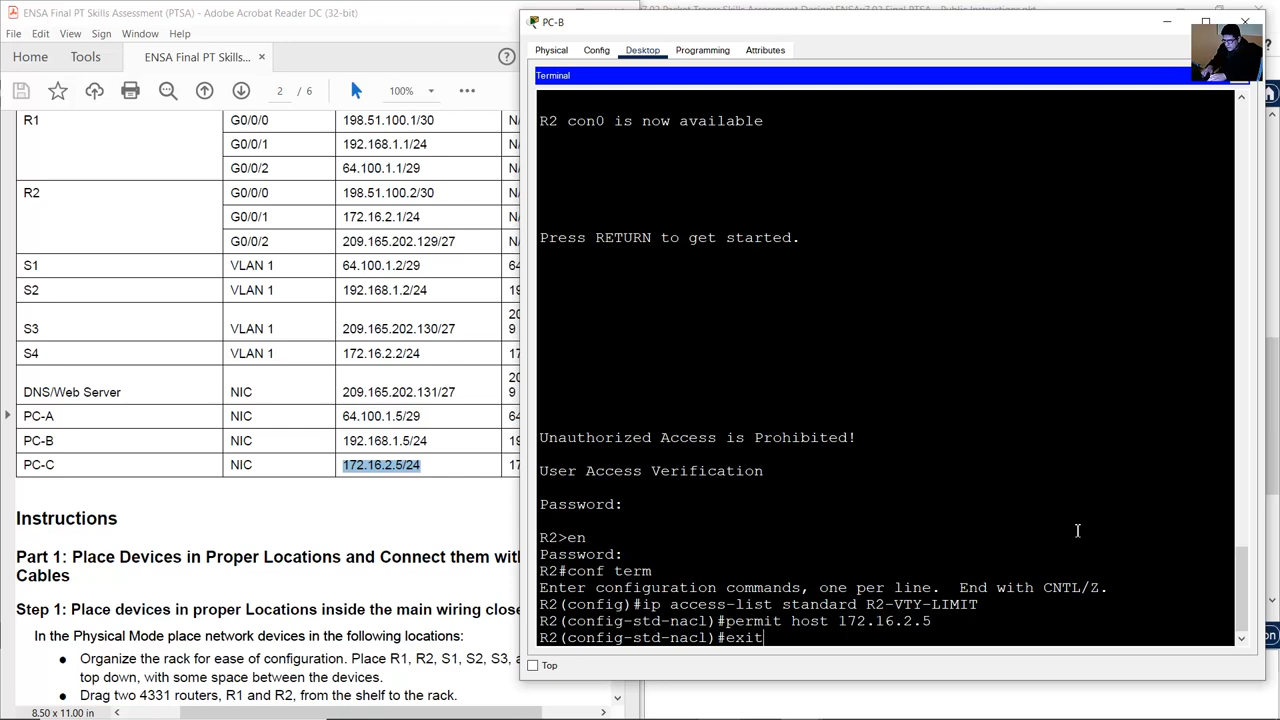 ENSA Final PT Skills Assessment (PTSA) - Adobe Acrobat Reader DC (32-bit)
File Edit View Sign Window Help
Home Tools ENSA Final PT Skills... ×
2 / 6 100%
R1 G0/0/0 198.51.100.1/30 N/
G0/0/1 192.168.1.1/24 N/
G0/0/2 64.100.1.1/29 N/
R2 G0/0/0 198.51.100.2/30 N/
G0/0/1 172.16.2.1/24 N/
G0/0/2 209.165.202.129/27 N/
S1 VLAN 1 64.100.1.2/29 64
S2 VLAN 1 192.168.1.2/24 19
20
S3 VLAN 1 209.165.202.130/27 9
S4 VLAN 1 172.16.2.2/24 17
20
DNS/Web Server NIC 209.165.202.131/27 9
PC-A NIC 64.100.1.5/29 64
PC-B NIC 192.168.1.5/24 19
PC-C NIC 172.16.2.5/24 17
Instructions
Part 1: Place Devices in Proper Locations and Connect them with
Cables
Step 1: Place devices in proper Locations inside the main wiring close
In the Physical Mode place network devices in the following locations:
● Organize the rack for ease of configuration. Place R1, R2, S1, S2, S3, a
top down, with some space between the devices.
● Drag two 4331 routers, R1 and R2, from the shelf to the rack.
8.50 x 11.00 in
PC-B
Physical Config Desktop Programming Attributes
Terminal
R2 con0 is now available
Press RETURN to get started.
Unauthorized Access is Prohibited!
User Access Verification
Password:
R2>en
Password:
R2#conf term
Enter configuration commands, one per line.  End with CNTL/Z.
R2(config)#ip access-list standard R2-VTY-LIMIT
R2(config-std-nacl)#permit host 172.16.2.5
R2(config-std-nacl)#exit
Top
on